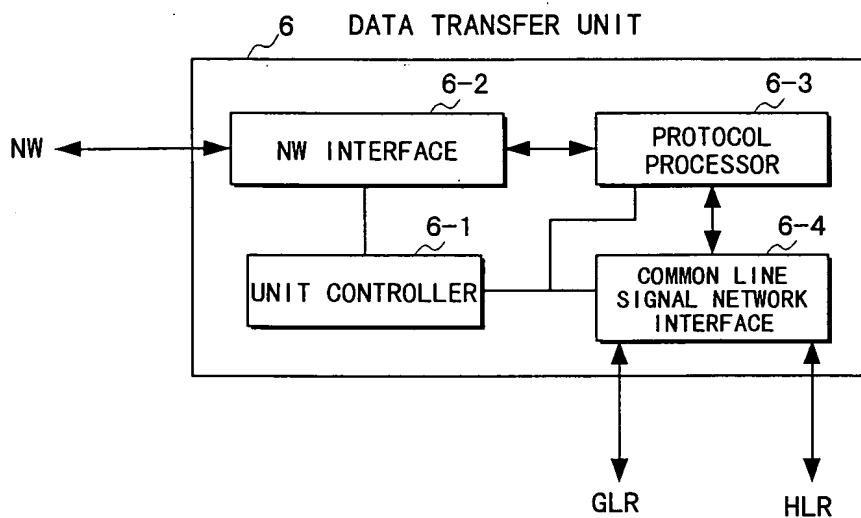 6 DATA TRANSFER UNIT
6-2
6-3
NW
NW INTERFACE
PROTOCOL
PROCESSOR
6-1
6-4
UNIT CONTROLLER
COMMON LINE
SIGNAL NETWORK
INTERFACE
GLR
HLR